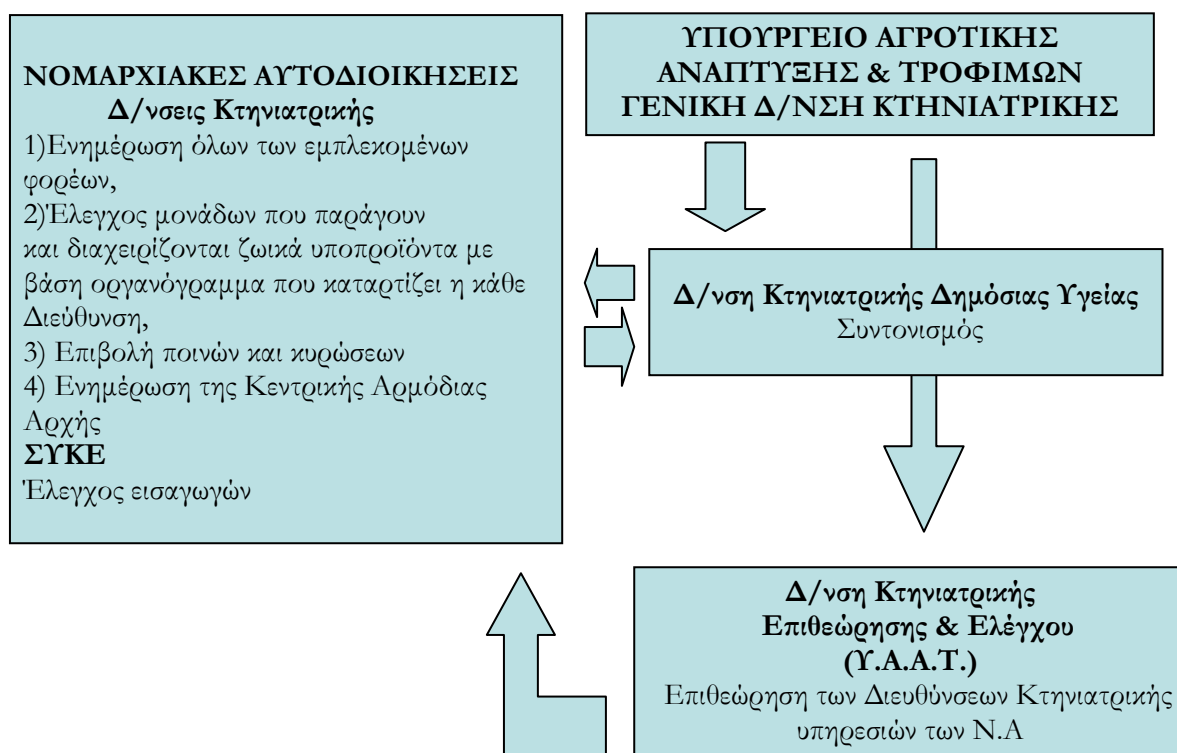 ΝΟΜΑΡΧΙΑΚΕΣ ΑΥΤΟΔΙΟΙΚΗΣΕΙΣ
Δ/νσεις Κτηνιατρικής
1)Ενημέρωση όλων των εμπλεκομένων
φορέων,
2)Έλεγχος μονάδων που παράγουν
και διαχειρίζονται ζωικά υποπροϊόντα με
βάση οργανόγραμμα που καταρτίζει η κάθε
Διεύθυνση,
3) Επιβολή ποινών και κυρώσεων
4) Ενημέρωση της Κεντρικής Αρμόδιας
Αρχής
ΣΥΚΕ
Έλεγχος εισαγωγών
ΥΠΟΥΡΓΕΙΟ ΑΓΡΟΤΙΚΗΣ
ΑΝΑΠΤΥΞΗΣ & ΤΡΟΦΙΜΩΝ
ΓΕΝΙΚΗ Δ/ΝΣΗ ΚΤΗΝΙΑΤΡΙΚΗΣ
Δ/νση Κτηνιατρικής Δημόσιας Υγείας
Συντονισμός
Δ/νση Κτηνιατρικής
Επιθεώρησης & Ελέγχου
(Υ.Α.Α.Τ.)
Επιθεώρηση των Διευθύνσεων Κτηνιατρικής
υπηρεσιών των Ν.Α